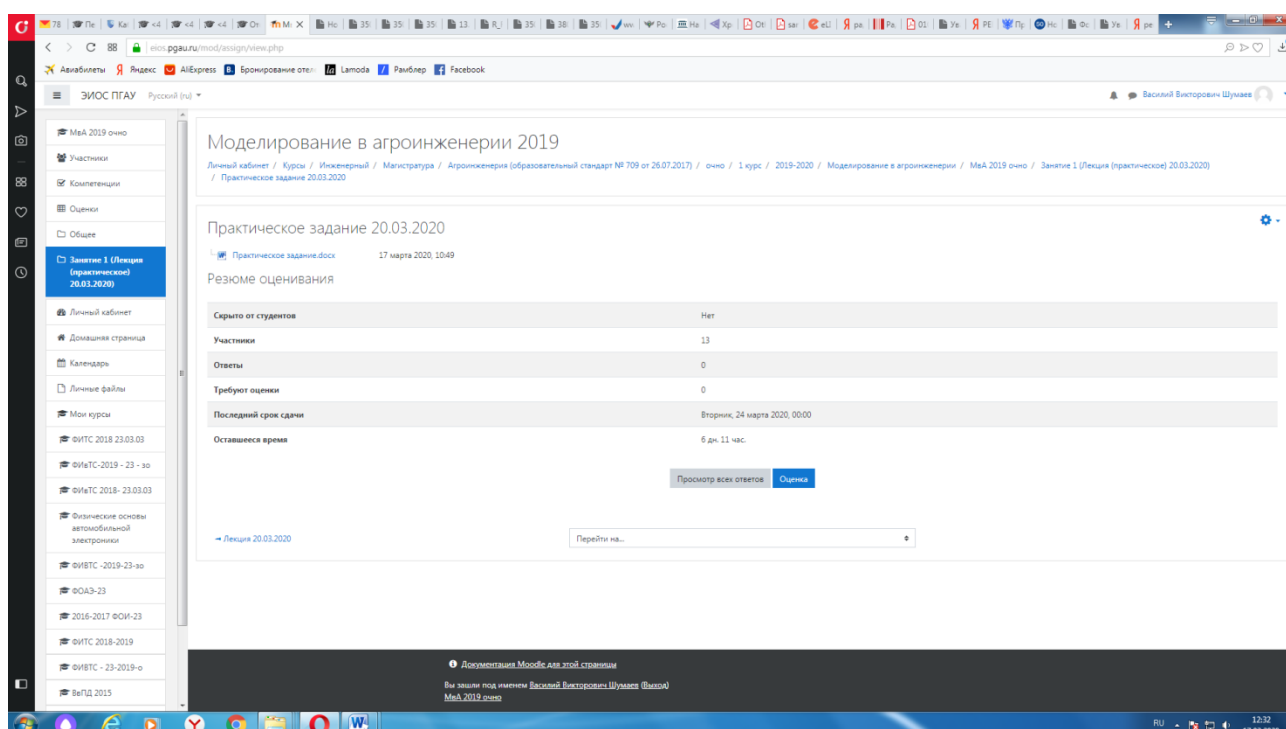 78
eios.pgau.ru/mod/assign/view.php
Авиабилеты Яндекс AliExpress Бронирование отел Lamoda Рамблер Facebook
ЭИОС ПГАУ Русский (ru)
Василий Викторович Шумаев
МвА 2019 очно
Участники
Компетенции
Оценки
Общее
Занятие 1 (Лекция
(практическое)
20.03.2020)
Личный кабинет
Домашняя страница
Календарь
Личные файлы
Мои курсы
ФИТС 2018 23.03.03
ФИвТС-2019 - 23 - зо
ФИвТС 2018- 23.03.03
Физические основы
автомобильной
электроники
ФИВТС -2019-23-зо
ФОАЭ-23
2016-2017 ФОИ-23
ФИТС 2018-2019
ФИВТС - 23-2019-о
ВвПД 2015
Моделирование в агроинженерии 2019
Личный кабинет / Курсы / Инженерный / Магистратура / Агроинженерия (образовательный стандарт № 709 от 26.07.2017) / очно / 1 курс / 2019-2020 / Моделирование в агроинженерии / МвА 2019 очно / Занятие 1 (Лекция (практическое) 20.03.2020)
/ Практическое задание 20.03.2020
Практическое задание 20.03.2020
Практическое задание.docx 17 марта 2020, 10:49
Резюме оценивания
Скрыто от студентов Нет
Участники 13
Ответы 0
Требуют оценки 0
Последний срок сдачи Вторник, 24 марта 2020, 00:00
Оставшееся время 6 дн. 11 час.
Просмотр всех ответов Оценка
→ Лекция 20.03.2020 Перейти на...
Документация Moodle для этой страницы
Вы зашли под именем Василий Викторович Шумаев (Выход)
МвА 2019 очно
RU 12:32